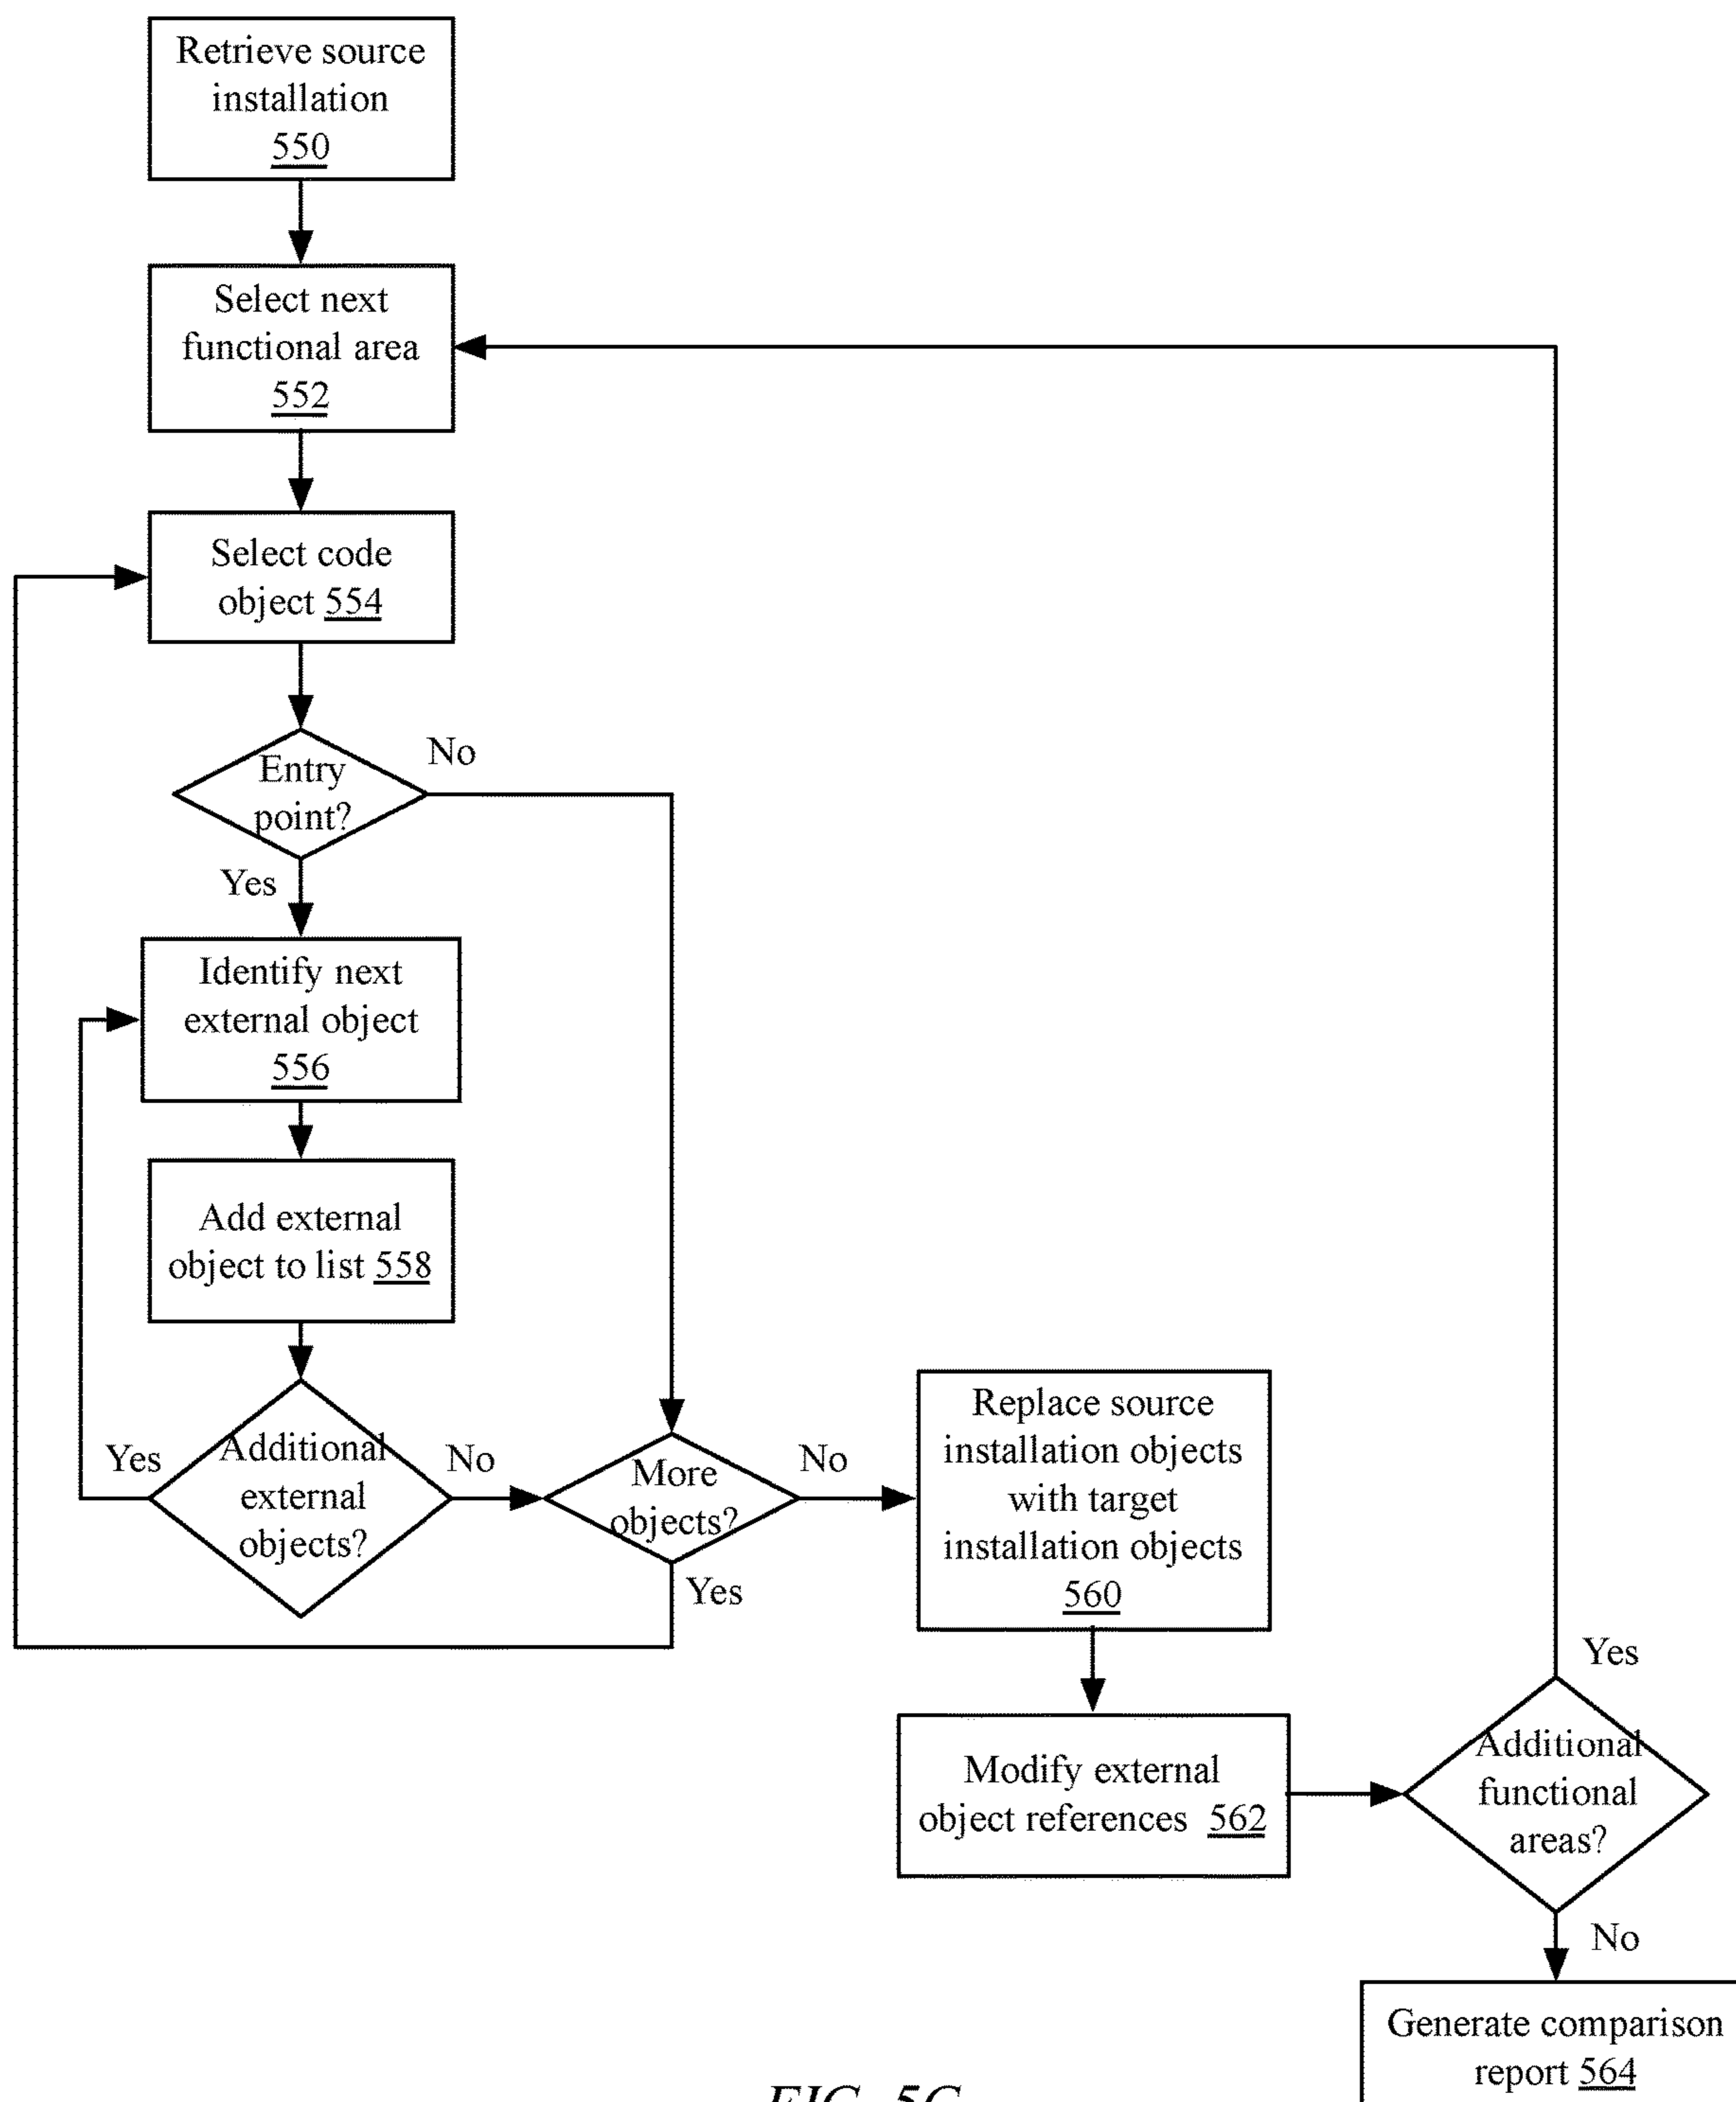 Retrieve source
installation
550
Select next
functional area
552
Select code
object 554
Entry
point?
No
Yes
Identify next
external object
556
Add external
object to list 558
Additional
external
objects?
Yes
No
More
objects?
No
Yes
Replace source
installation objects
with target
installation objects
560
Modify external
object references 562
Additional
functional
areas?
Yes
No
Generate comparison
report 564
FIG. 5C